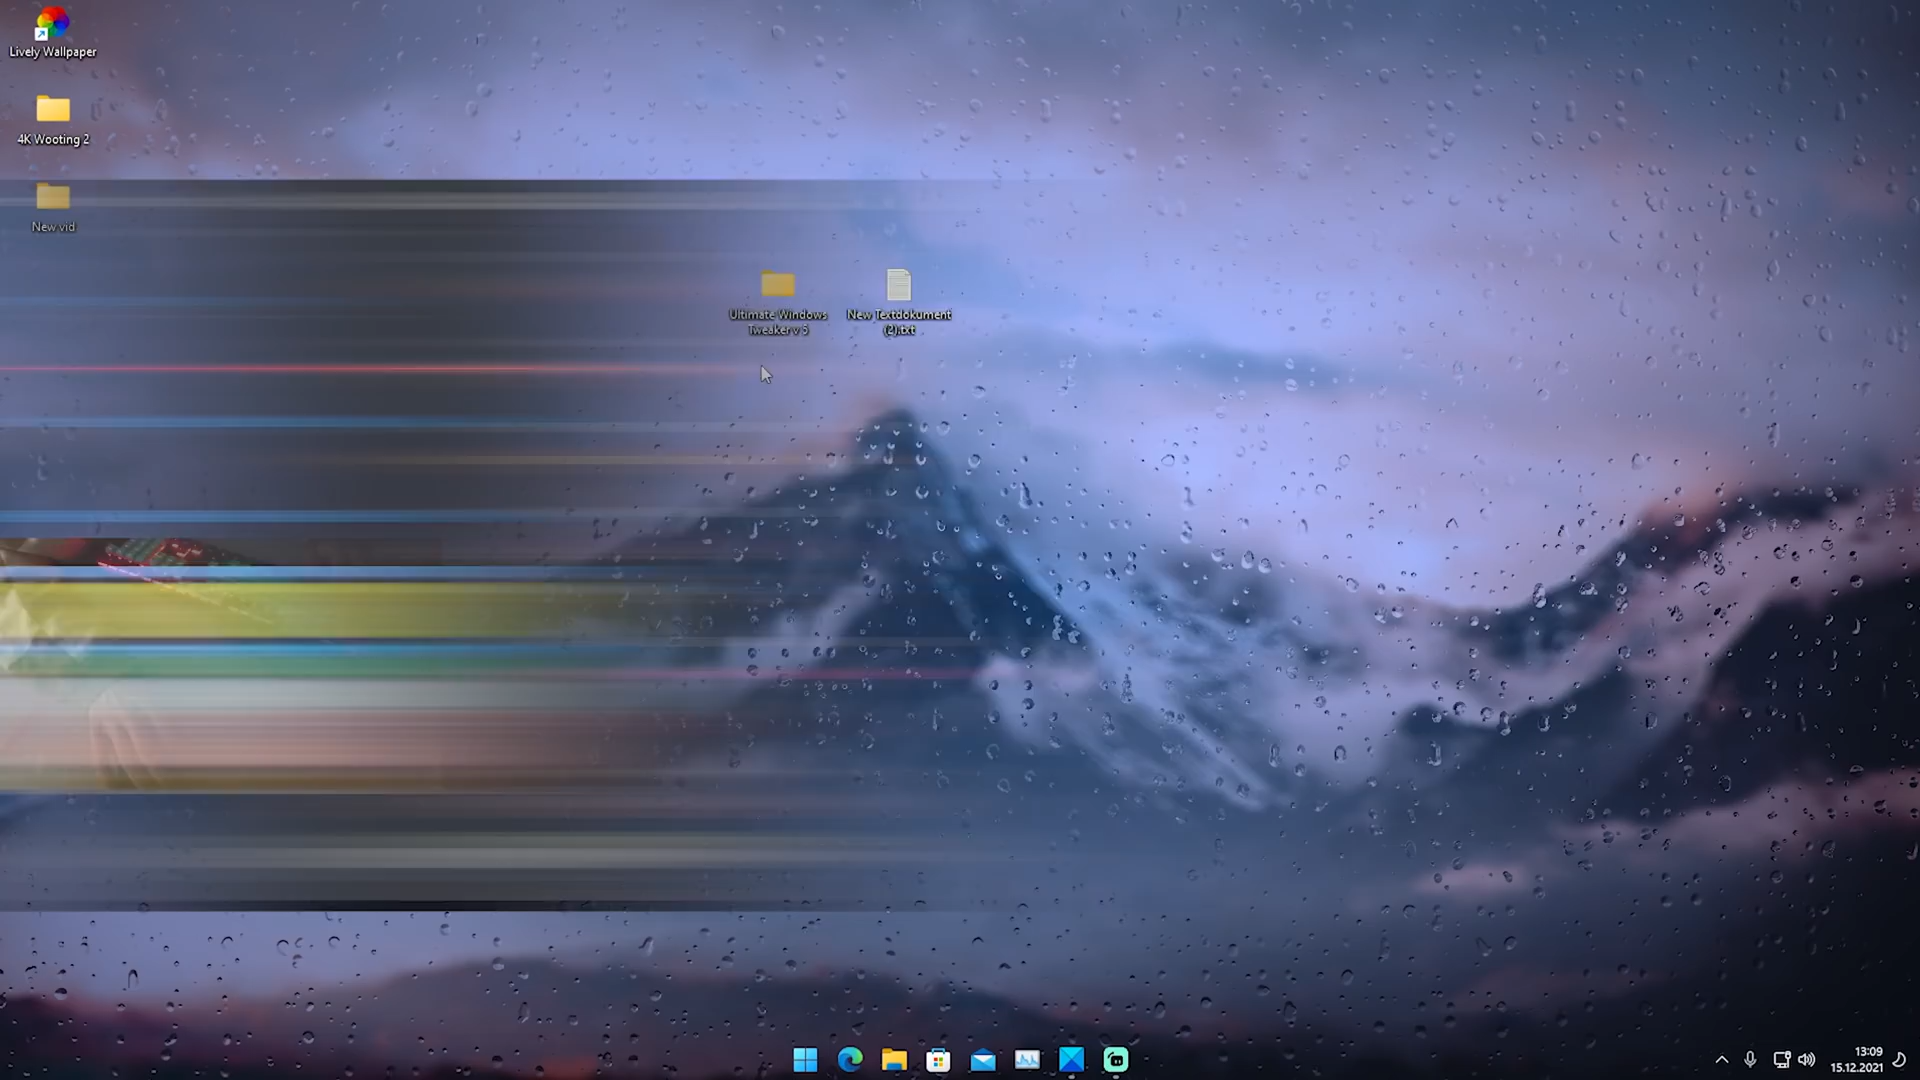 Lively Wallpaper
4K Wooting 2
New vid
Ultimate Windows
Tweaker v 5
New Textdokument
(2).txt
13:09
15.12.2021